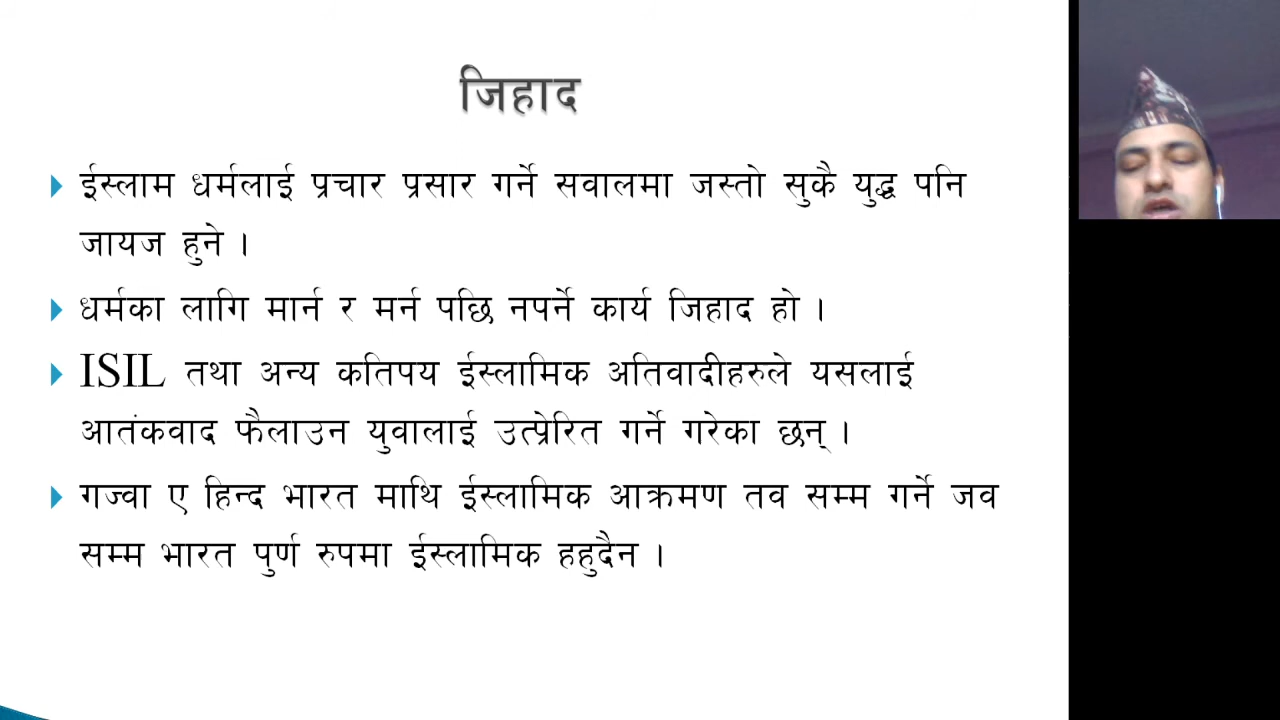 जिहाद
ईस्लाम धर्मलाई प्रचार प्रसार गर्ने सवालमा जस्तो सुकै युद्ध पनि
जायज हुने ।
धर्मका लागि मार्न र मर्न पछि नपर्ने कार्य जिहाद हो ।
ISIL तथा अन्य कतिपय ईस्लामिक अतिवादीहरुले यसलाई
आतंकवाद फैलाउन युवालाई उत्प्रेरित गर्ने गरेका छन् ।
गज्वा ए हिन्द भारत माथि ईस्लामिक आक्रमण तव सम्म गर्ने जव
सम्म भारत पुर्ण रुपमा ईस्लामिक हहुदैन ।